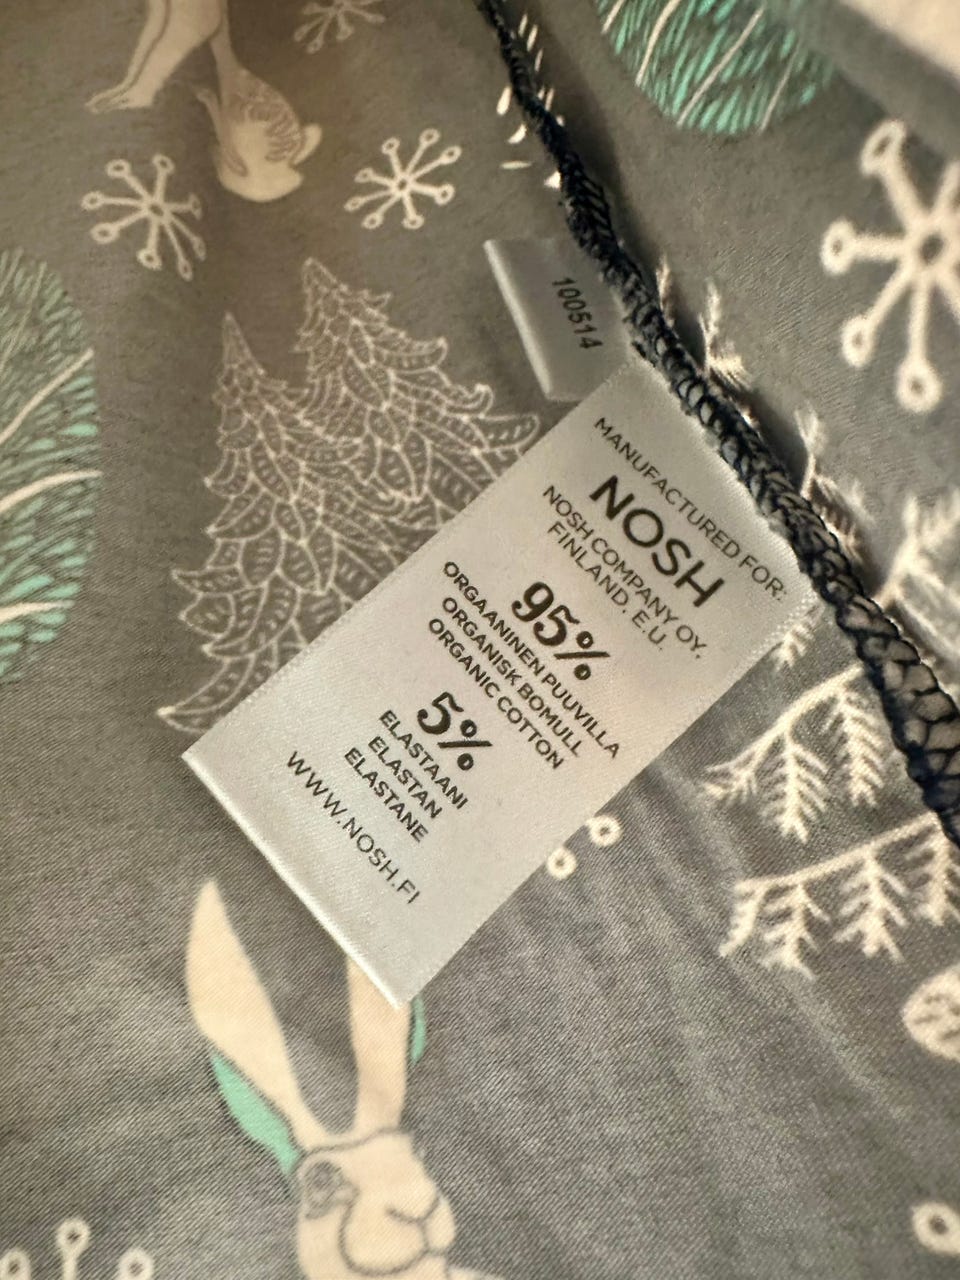 100514
MANUFACTURED FOR:
NOSH
NOSH COMPANY OY,
FINLAND, E.U.
95%
ORGAANINEN PUUVILLA
ORGANISK BOMULL
ORGANIC COTTON
5%
ELASTAANI
ELASTAN
ELASTANE
WWW.NOSH.FI